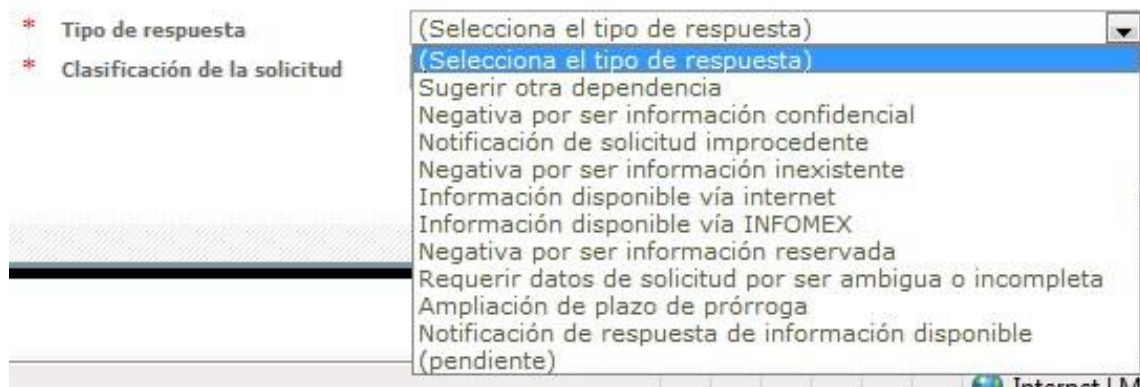 * Tipo de respuesta (Selecciona el tipo de respuesta)
* Clasificación de la solicitud (Selecciona el tipo de respuesta)
Sugerir otra dependencia
Negativa por ser información confidencial
Notificación de solicitud improcedente
Negativa por ser información inexistente
Información disponible vía internet
Información disponible vía INFOMEX
Negativa por ser información reservada
Requerir datos de solicitud por ser ambigua o incompleta
Ampliación de plazo de prórroga
Notificación de respuesta de información disponible
(pendiente)
Internet | M